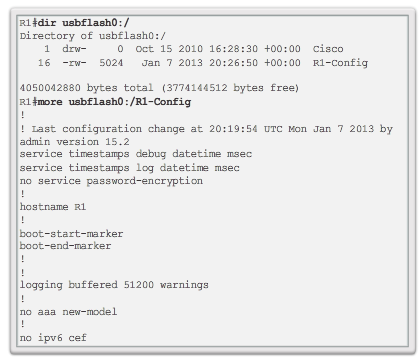 R1#dir usbflash0:/
Directory of usbflash0:/
1 drw- 0 Oct 15 2010 16:28:30 +00:00 Cisco
16 -rw- 5024 Jan 7 2013 20:26:50 +00:00 R1-Config
4050042880 bytes total (3774144512 bytes free)
R1#more usbflash0:/R1-Config
!
! Last configuration change at 20:19:54 UTC Mon Jan 7 2013 by
admin version 15.2
service timestamps debug datetime msec
service timestamps log datetime msec
no service password-encryption
!
hostname R1
!
boot-start-marker
boot-end-marker
!
!
logging buffered 51200 warnings
!
no aaa new-model
!
no ipv6 cef